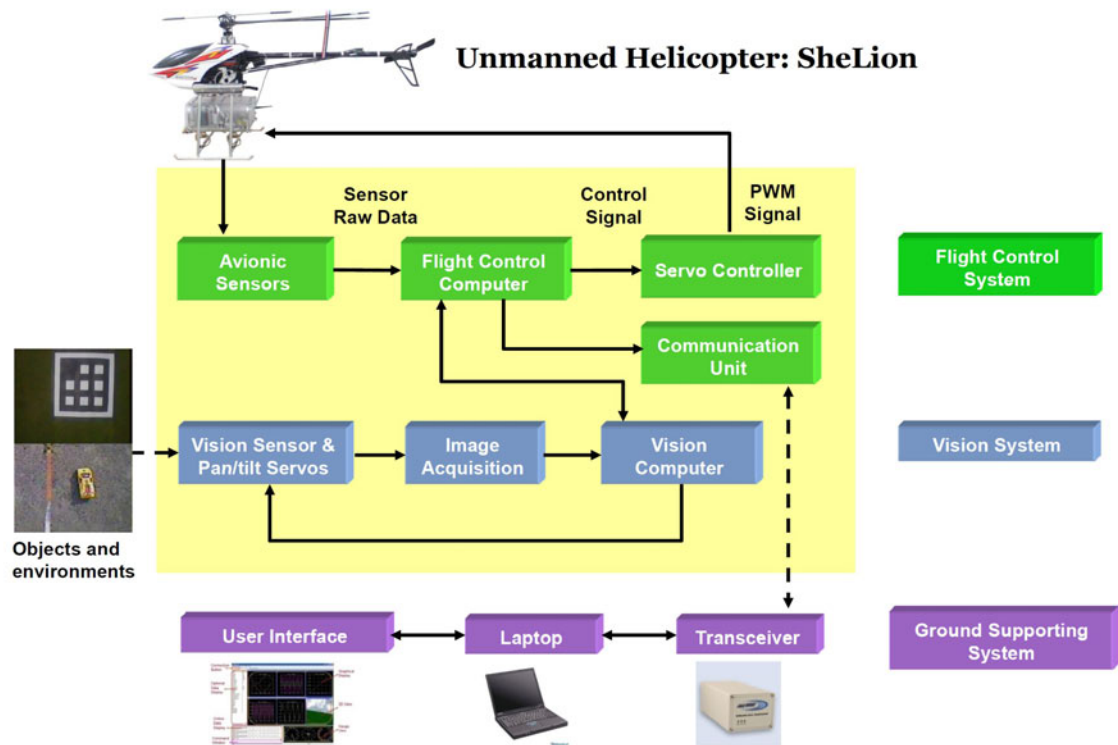 Unmanned Helicopter: SheLion
Sensor
Raw Data
Control
Signal
PWM
Signal
Avionic
Sensors
Flight Control
Computer
Servo Controller
Flight Control
System
Communication
Unit
Vision Sensor &
Pan/tilt Servos
Image
Acquisition
Vision
Computer
Vision System
Objects and
environments
User Interface
Laptop
Transceiver
Ground Supporting
System